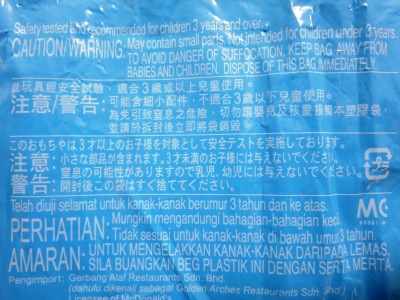 Safety tested and recommended for children 3 years and over.
CAUTION/WARNING: May contain small parts. Not intended for children under 3 years.
TO AVOID DANGER OF SUFFOCATION, KEEP BAG AWAY FROM
BABIES AND CHILDREN. DISPOSE OF THIS BAG IMMEDIATELY.
此玩具經安全試驗，適合3歲或以上兒童使用。
注意/警告: 可能含細小配件，不適合3歲以下兒童使用。
為免引致窒息之危險，切勿讓嬰兒及孩童接觸本塑膠袋，
並請於拆封後立即將袋銷毀。
このおもちゃは3才以上のお子様を対象として安全テストを実施しております。
注意: 小さな部品が含まれます。3才未満のお子様には与えないでください。
警告: 窒息の可能性がありますので乳児、幼児には与えないでください。
開封後この袋はすぐ捨ててください。
Telah diuji selamat untuk kanak-kanak berumur 3 tahun dan ke atas.
PERHATIAN: Mungkin mengandungi bahagian-bahagian kecil.
Tidak sesuai untuk kanak-kanak di bawah umur 3 tahun.
AMARAN: UNTUK MENGELAKKAN KANAK-KANAK DARIPADA LEMAS,
SILA BUANGKAN BEG PLASTIK INI DENGAN SERTA MERTA.
Pengimport: Gerbang Alaf Restaurants Sdn. Bhd.
(dahulu dikenali sebagai Golden Arches Restaurants Sdn. Bhd.)
Licensee of McDonald's
プラ
MC